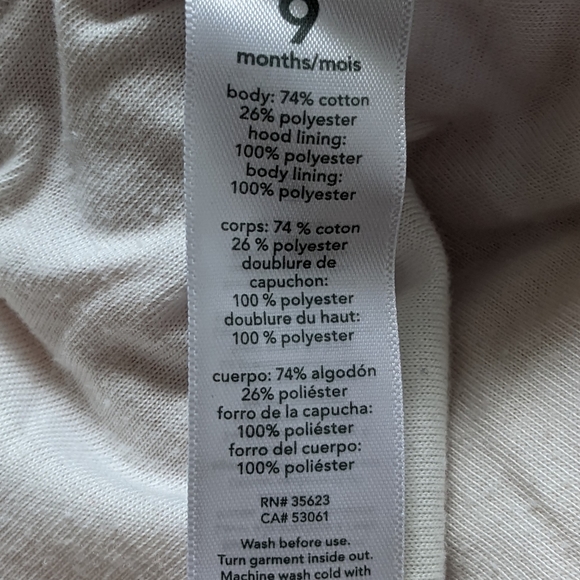 9
months/mois
body: 74% cotton
26% polyester
hood lining:
100% polyester
body lining:
100% polyester
corps: 74 % coton
26 % polyester
doublure de
capuchon:
100 % polyester
doublure du haut:
100 % polyester
cuerpo: 74% algodón
26% poliéster
forro de la capucha:
100% poliéster
forro del cuerpo:
100% poliéster
RN# 35623
CA# 53061
Wash before use.
Turn garment inside out.
Machine wash cold with